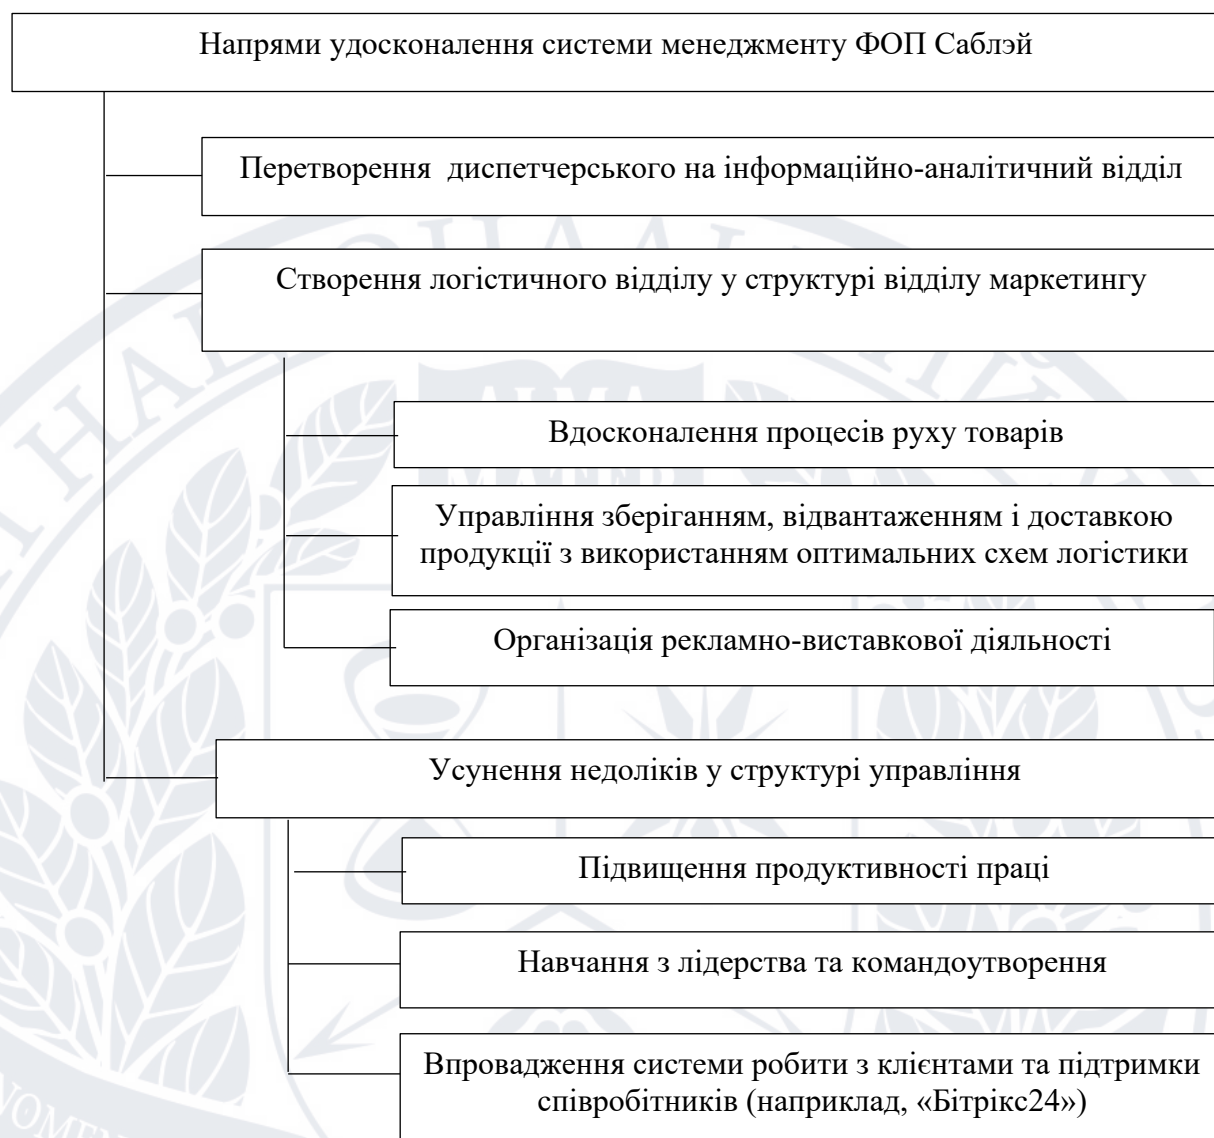 Напрями удосконалення системи менеджменту ФОП Саблэй
Перетворення диспетчерського на інформаційно-аналітичний відділ
Створення логістичного відділу у структурі відділу маркетингу
Вдосконалення процесів руху товарів
Управління зберіганням, відвантаженням і доставкою
продукції з використанням оптимальних схем логістики
Організація рекламно-виставкової діяльності
Усунення недоліків у структурі управління
Підвищення продуктивності праці
Навчання з лідерства та командоутворення
Впровадження системи робити з клієнтами та підтримки
співробітників (наприклад, «Бітрікс24»)